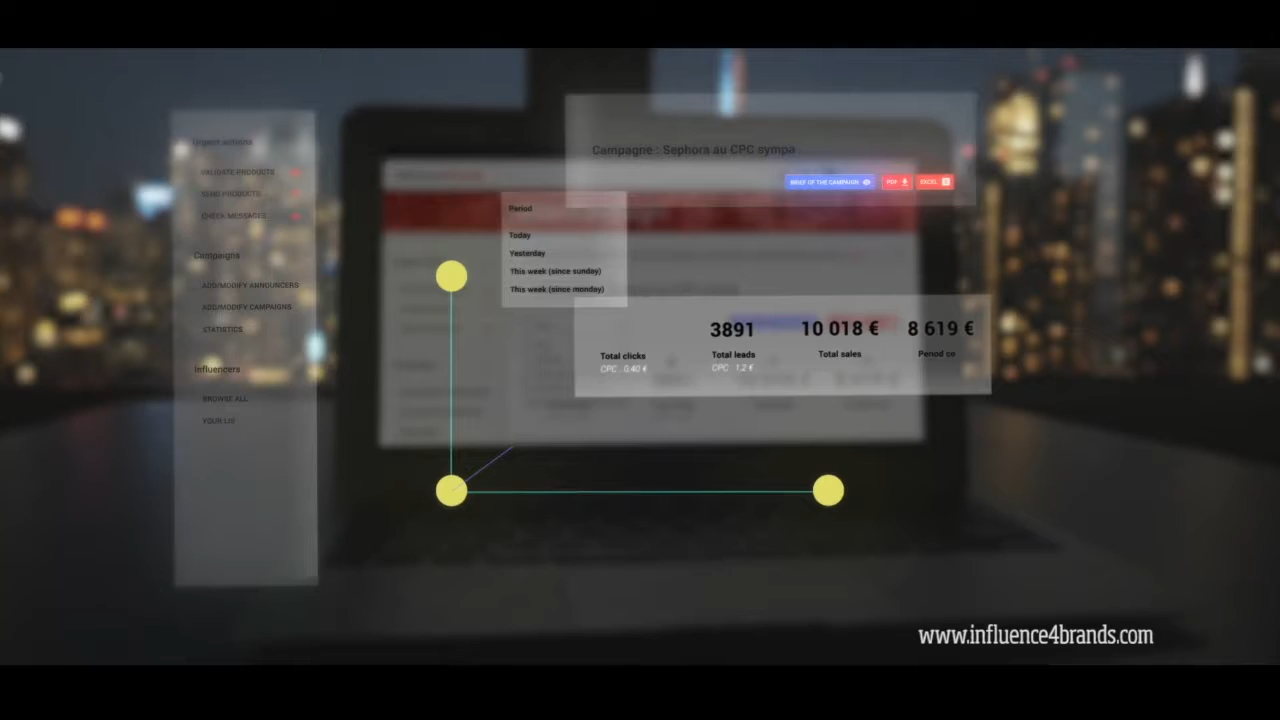 Urgent actions
VALIDATE PRODUCTS
SEND PRODUCTS
CHECK MESSAGES
Campaigns
ADD/MODIFY ANNOUNCERS
ADD/MODIFY CAMPAIGNS
STATISTICS
Influencers
BROWSE ALL
YOUR
Campagne : Sephora au CPC sympa
BRIEF OF THE CAMPAIGN
PDF
EXCEL
Period
Today
Yesterday
This week (since sunday)
This week (since monday)
3891 10 018 € 8 619 €
Total clicks Total leads Total sales Period co
CPC : 0,40 € CPC : 1,2 €
www.influence4brands.com